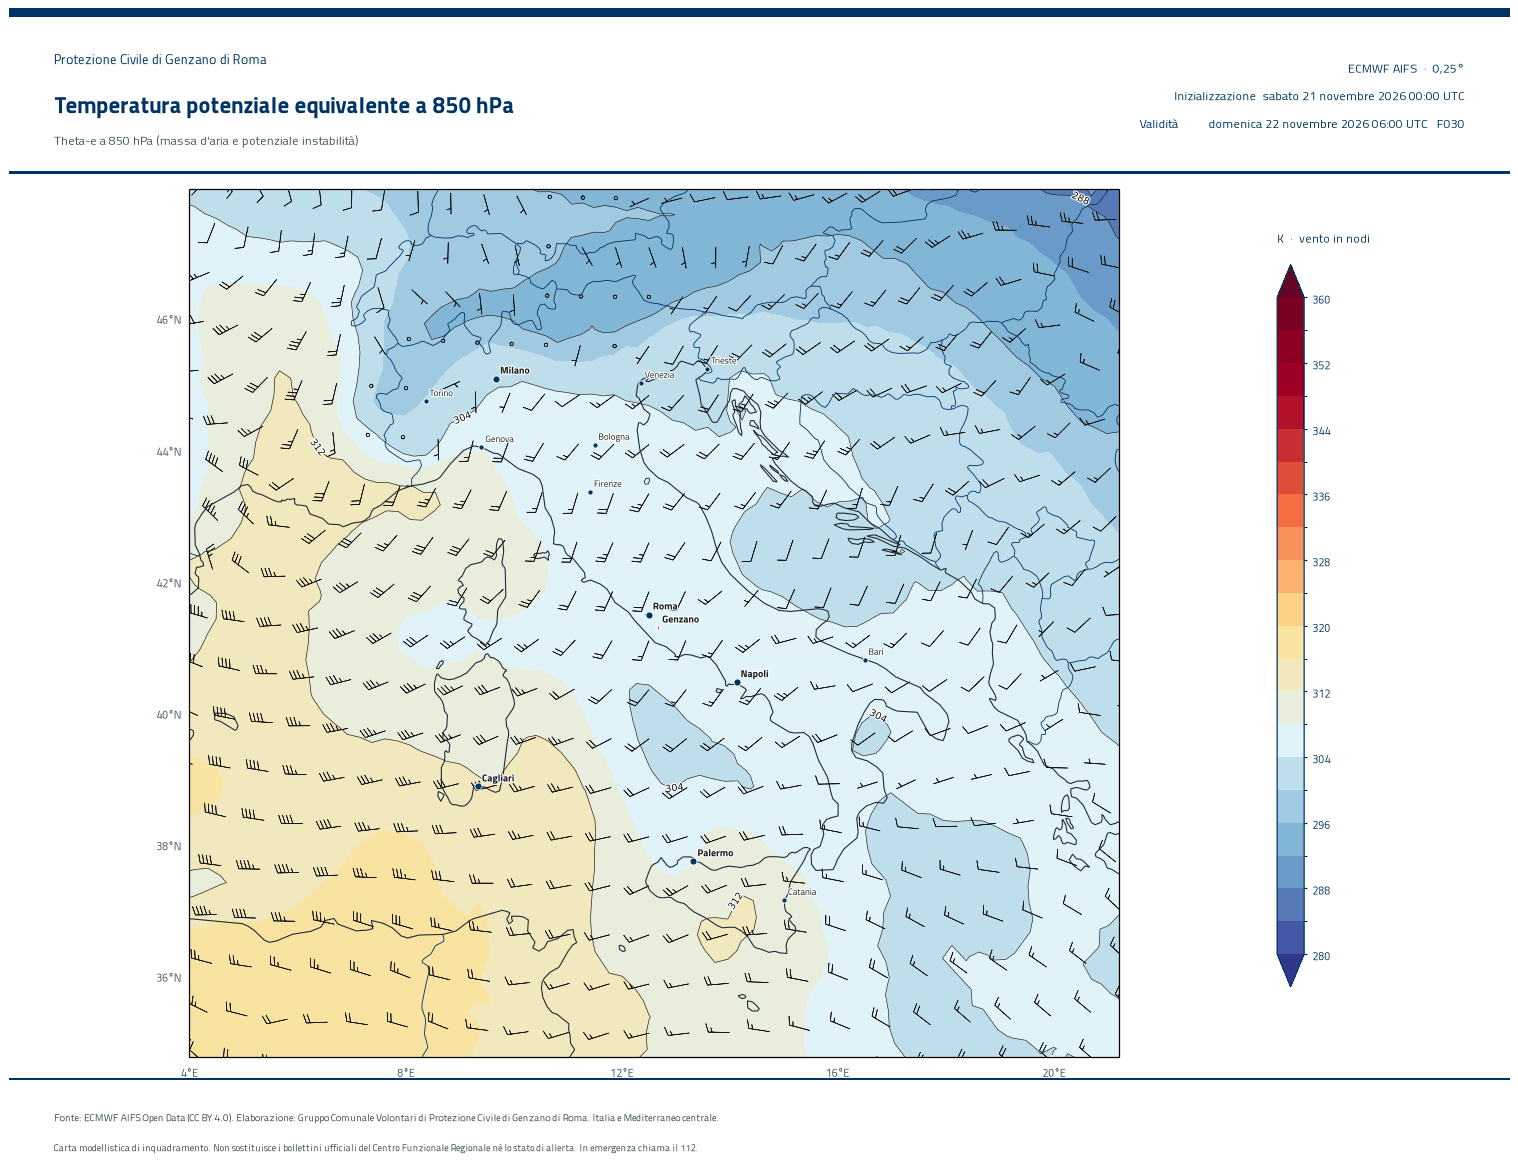 Protezione Civile di Genzano di Roma
Temperatura potenziale equivalente a 850 hPa
Theta-e a 850 hPa (massa d'aria e potenziale instabilità)
ECMWF AIFS · 0,25°
Inizializzazione sabato 21 novembre 2026 00:00 UTC
Validità domenica 22 novembre 2026 06:00 UTC F030
K · vento in nodi
360
352
344
336
328
320
312
304
296
288
280
46°N
44°N
42°N
40°N
38°N
36°N
4°E
8°E
12°E
16°E
20°E
288
Trieste
Milano
Venezia
Torino
304
Genova
Bologna
312
Firenze
Roma
Genzano
Bari
Napoli
304
Cagliari
304
Palermo
Catania
312
Fonte: ECMWF AIFS Open Data (CC BY 4.0). Elaborazione: Gruppo Comunale Volontari di Protezione Civile di Genzano di Roma. Italia e Mediterraneo centrale.
Carta modellistica di inquadramento. Non sostituisce i bollettini ufficiali del Centro Funzionale Regionale né lo stato di allerta. In emergenza chiama il 112.